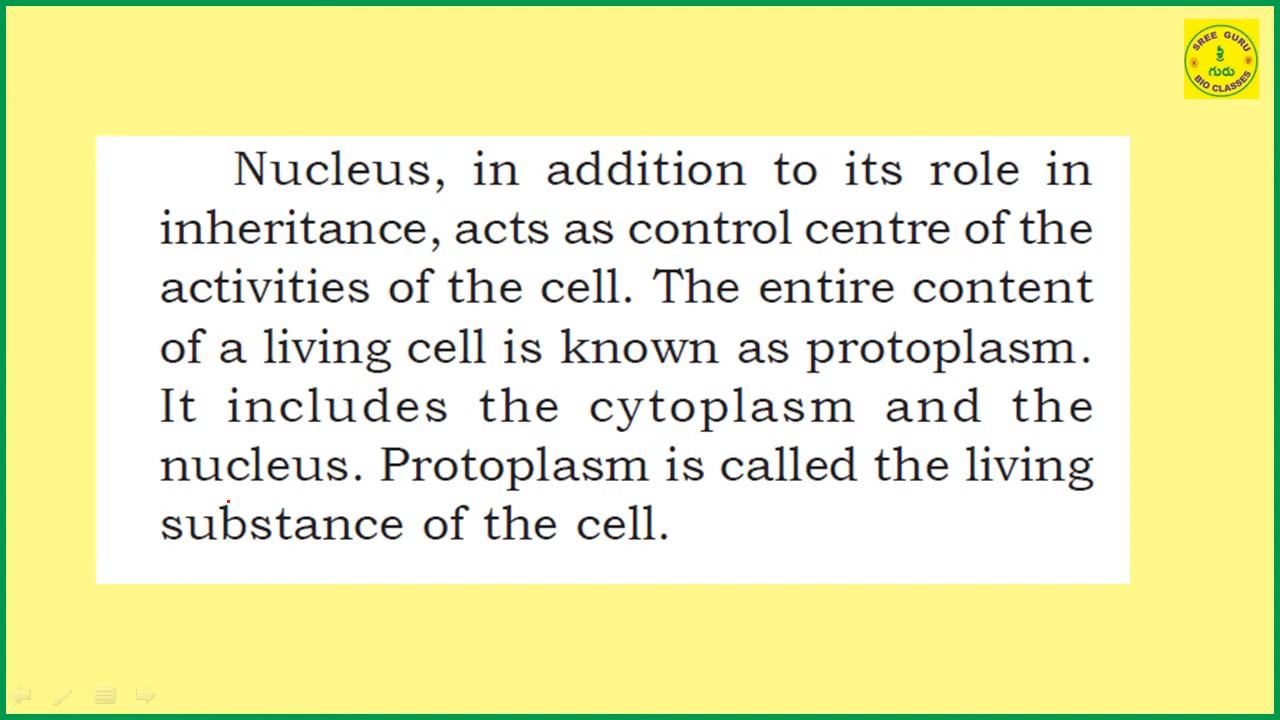 SREE GURU
శ్రీ
గురు
BIO CLASSES
Nucleus, in addition to its role in
inheritance, acts as control centre of the
activities of the cell. The entire content
of a living cell is known as protoplasm.
It includes the cytoplasm and the
nucleus. Protoplasm is called the living
substance of the cell.